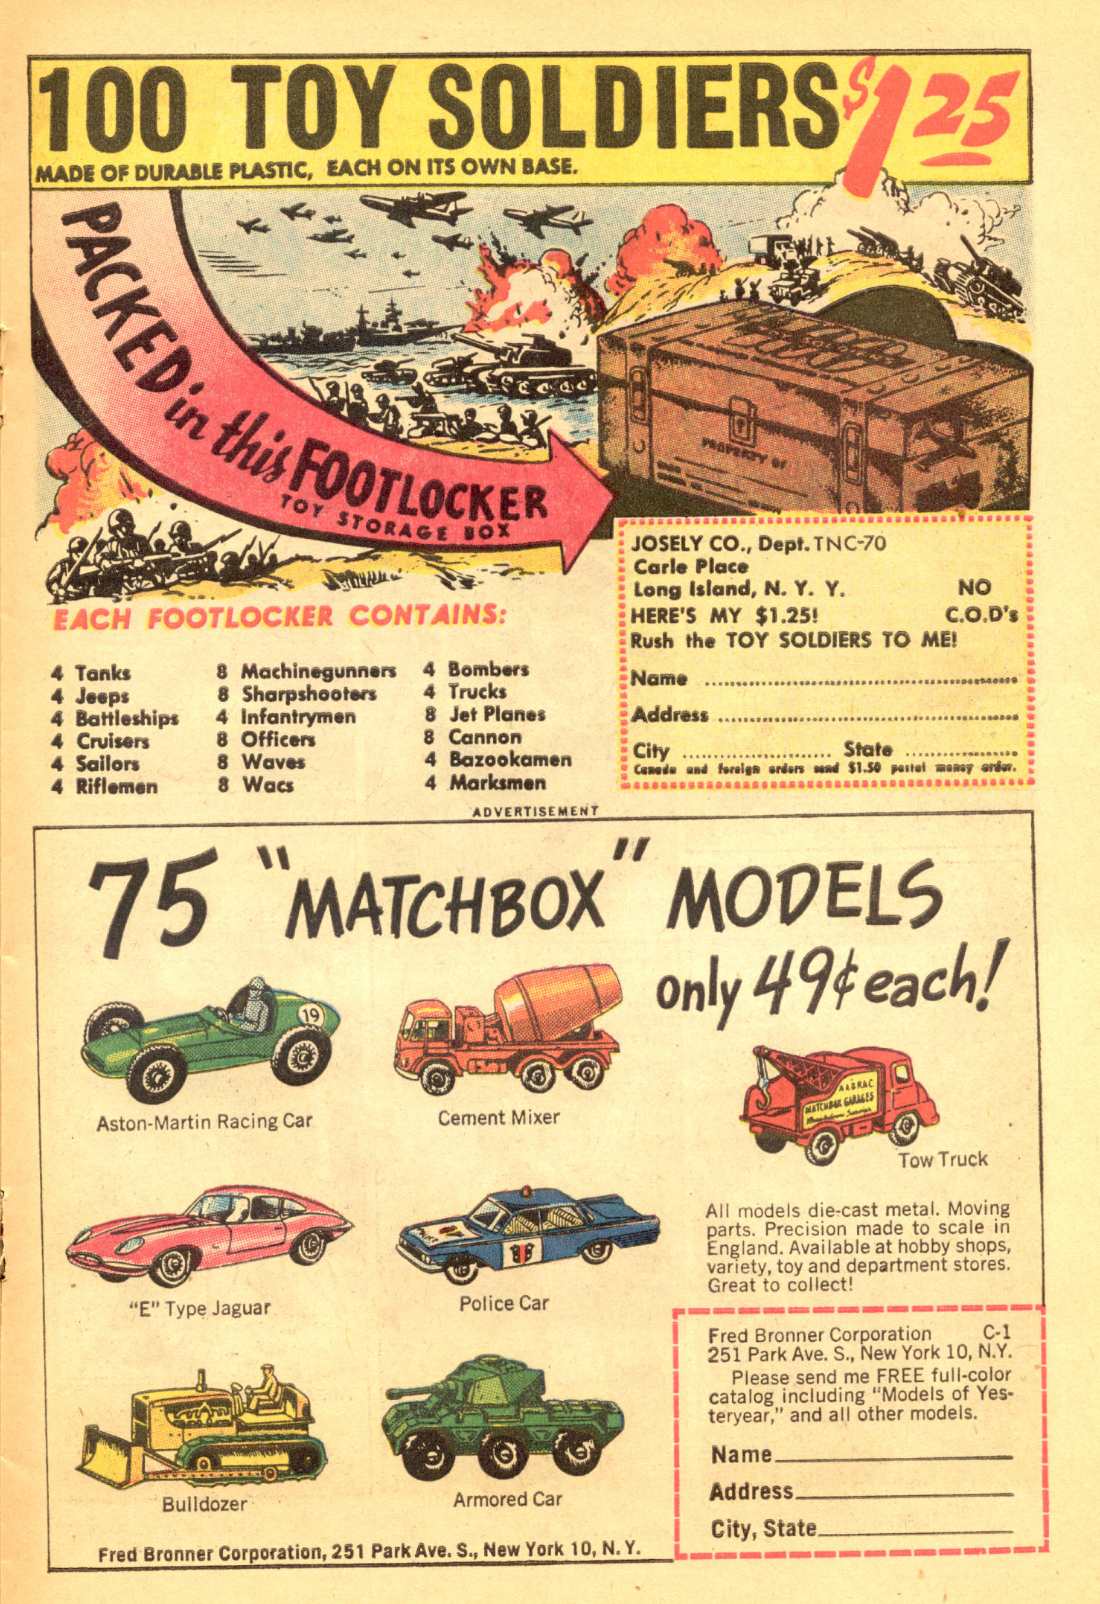 100 TOY SOLDIERS $1.25
MADE OF DURABLE PLASTIC, EACH ON ITS OWN BASE.
PACKED in this FOOTLOCKER
TOY STORAGE BOX
PROPERTY OF
JOSELY CO., Dept. TNC-70
Carle Place
Long Island, N. Y. Y. NO
HERE'S MY $1.25! C.O.D's
Rush the TOY SOLDIERS TO ME!
Name
Address
City State
Canada and foreign orders send $1.50 postal money order.
EACH FOOTLOCKER CONTAINS:
4 Tanks
4 Jeeps
4 Battleships
4 Cruisers
4 Sailors
4 Riflemen
8 Machinegunners
8 Sharpshooters
4 Infantrymen
8 Officers
8 Waves
8 Wacs
4 Bombers
4 Trucks
8 Jet Planes
8 Cannon
4 Bazookamen
4 Marksmen
ADVERTISEMENT
75 "MATCHBOX" MODELS
only 49¢ each!
19
Aston-Martin Racing Car
Cement Mixer
MATCHBOX GARAGES
Tow Truck
"E" Type Jaguar
Police Car
All models die-cast metal. Moving
parts. Precision made to scale in
England. Available at hobby shops,
variety, toy and department stores.
Great to collect!
Bulldozer
Armored Car
Fred Bronner Corporation C-1
251 Park Ave. S., New York 10, N.Y.
Please send me FREE full-color
catalog including "Models of Yes-
teryear," and all other models.
Name
Address
City, State
Fred Bronner Corporation, 251 Park Ave. S., New York 10, N.Y.